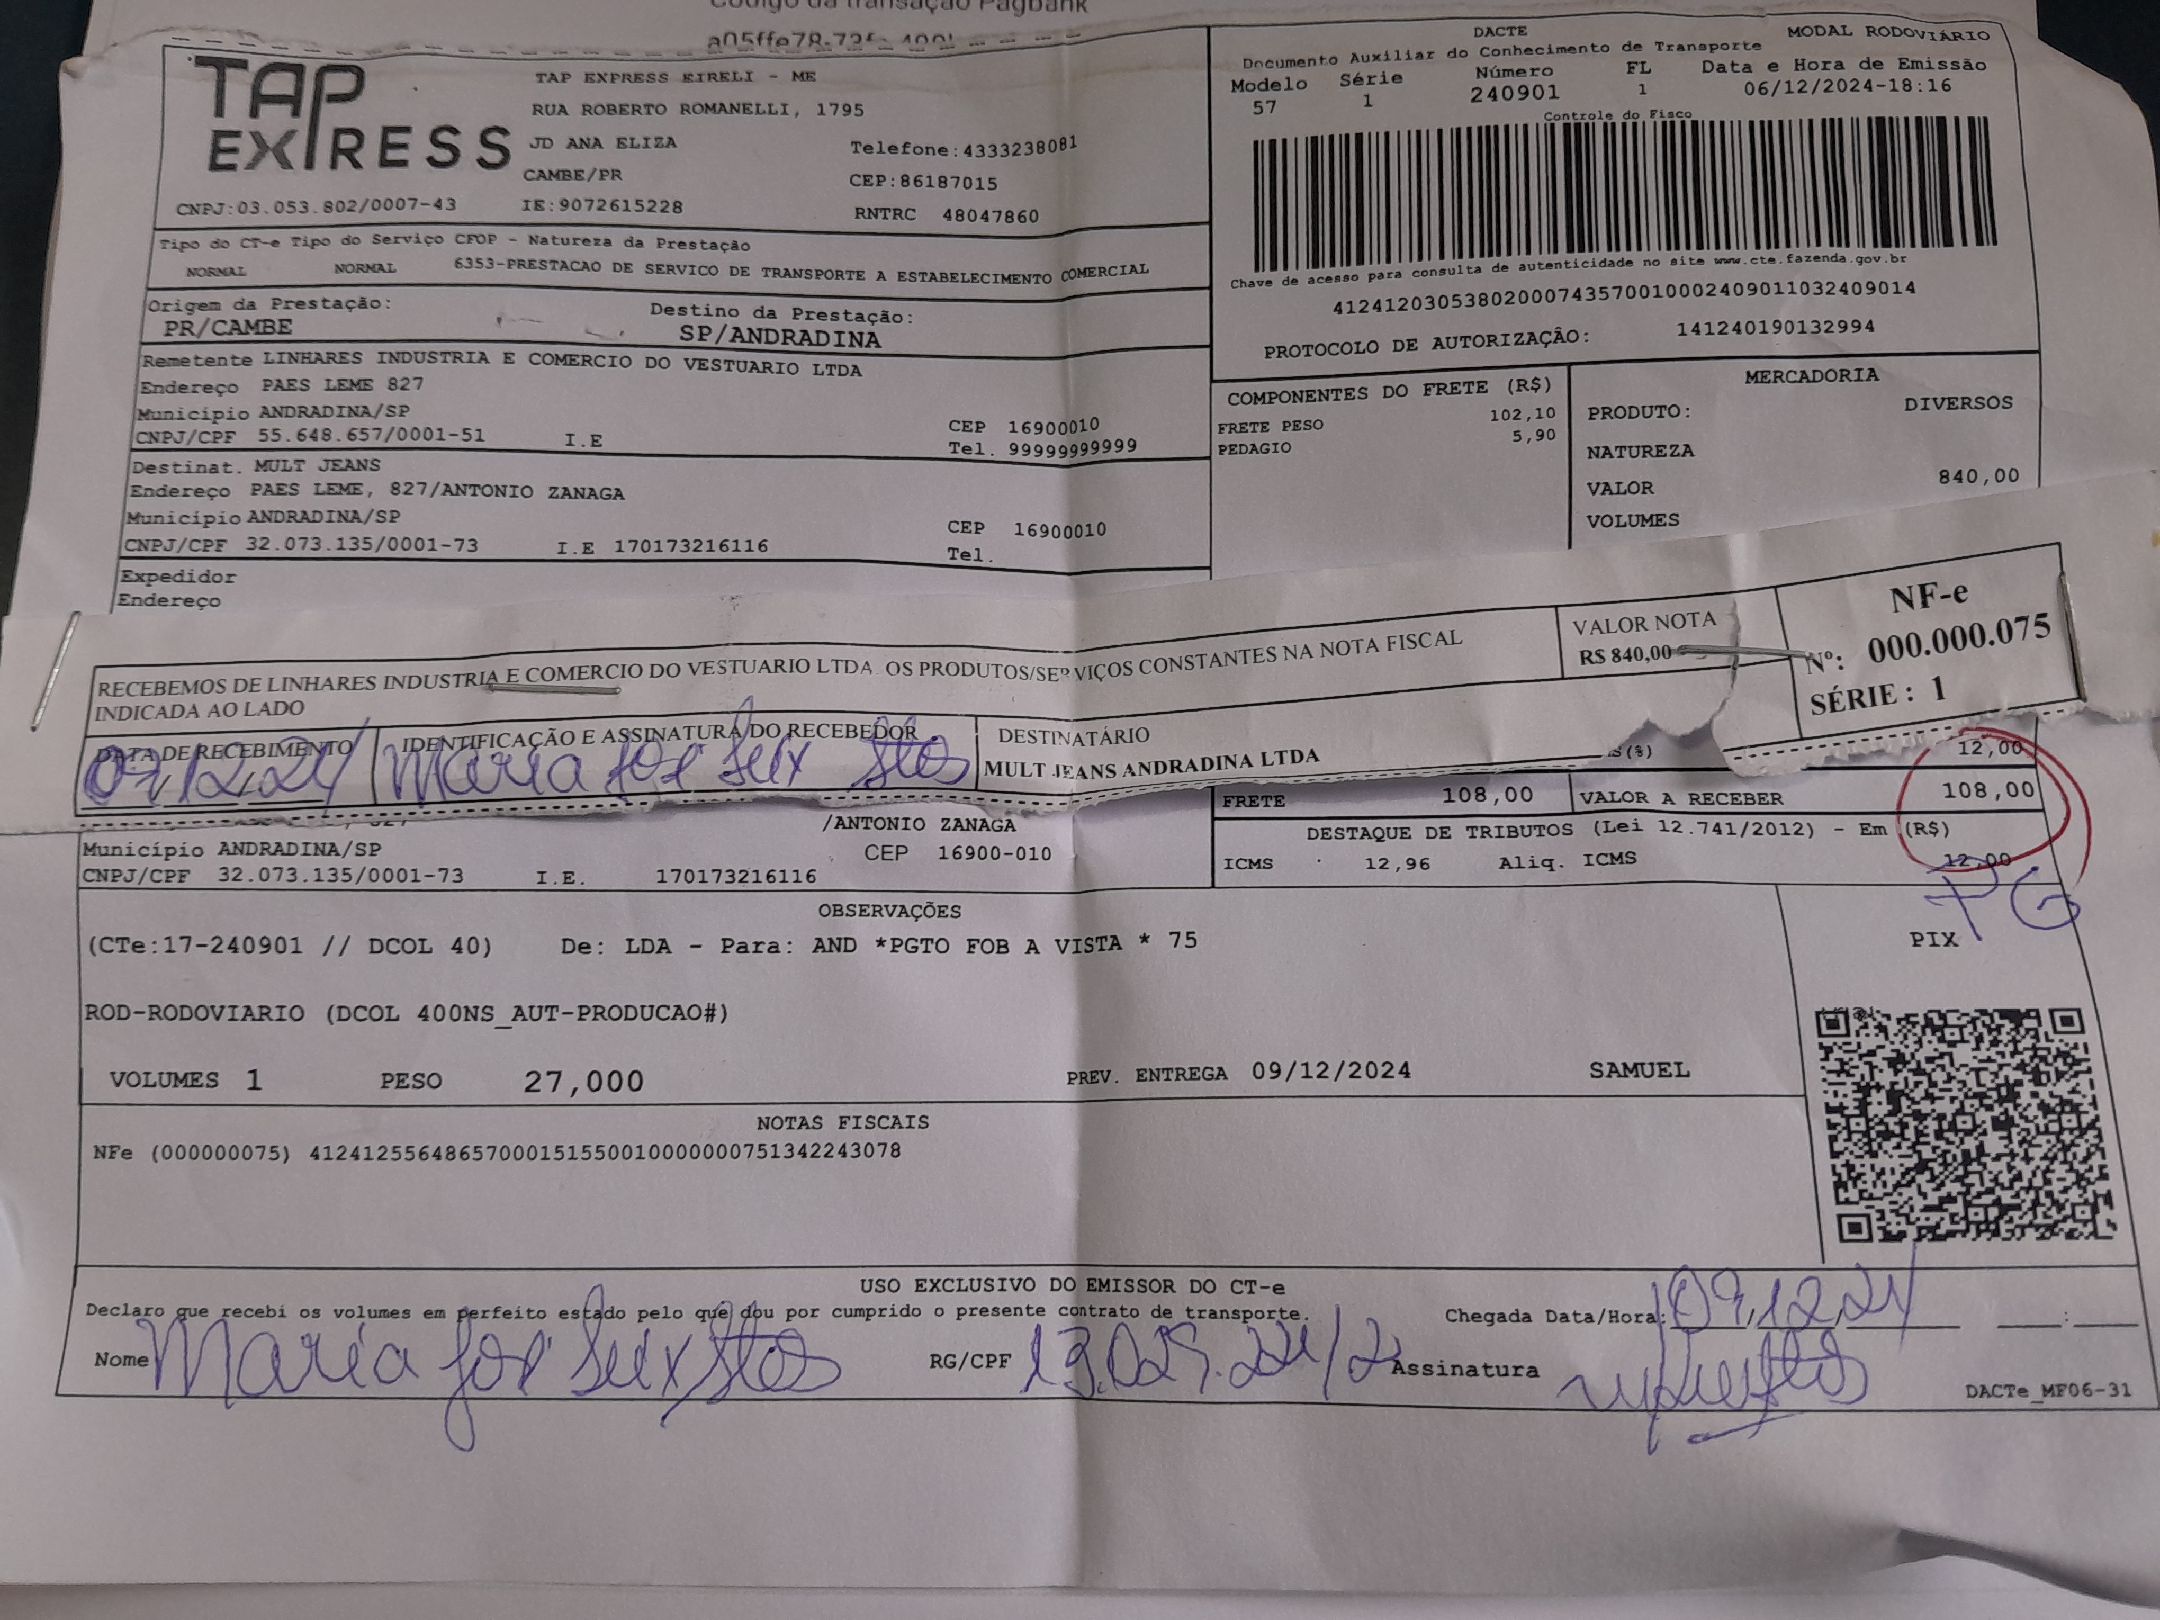 Código da transação Pagbank
TAP EXPRESS
TAP EXPRESS EIRELI - ME
RUA ROBERTO ROMANELLI, 1795
JD ANA ELIZA Telefone:4333238081
CAMBE/PR CEP:86187015
CNPJ:03.053.802/0007-43 IE:9072615228 RNTRC 48047860
DACTE MODAL RODOVIÁRIO
Documento Auxiliar do Conhecimento de Transporte
Modelo Série Número FL Data e Hora de Emissão
57 1 240901 1 06/12/2024-18:16
Controle do Fisco
Chave de acesso para consulta de autenticidade no site www.cte.fazenda.gov.br
41241203053802000743570010002409011032409014
PROTOCOLO DE AUTORIZAÇÃO: 141240190132994
Tipo do CT-e Tipo do Serviço CFOP - Natureza da Prestação
NORMAL NORMAL 6353-PRESTACAO DE SERVICO DE TRANSPORTE A ESTABELECIMENTO COMERCIAL
Origem da Prestação: Destino da Prestação:
PR/CAMBE SP/ANDRADINA
Remetente LINHARES INDUSTRIA E COMERCIO DO VESTUARIO LTDA
Endereço PAES LEME 827
Município ANDRADINA/SP CEP 16900010
CNPJ/CPF 55.648.657/0001-51 I.E Tel. 99999999999
Destinat. MULT JEANS
Endereço PAES LEME, 827/ANTONIO ZANAGA
Município ANDRADINA/SP CEP 16900010
CNPJ/CPF 32.073.135/0001-73 I.E 170173216116 Tel.
Expedidor
Endereço
COMPONENTES DO FRETE (R$)
FRETE PESO 102,10
PEDAGIO 5,90
MERCADORIA
PRODUTO: DIVERSOS
NATUREZA
VALOR 840,00
VOLUMES
RECEBEMOS DE LINHARES INDUSTRIA E COMERCIO DO VESTUARIO LTDA. OS PRODUTOS/SERVIÇOS CONSTANTES NA NOTA FISCAL
INDICADA AO LADO
VALOR NOTA
R$ 840,00
NF-e
Nº: 000.000.075
SÉRIE : 1
DATA DE RECEBIMENTO IDENTIFICAÇÃO E ASSINATURA DO RECEBEDOR DESTINATÁRIO
Maria MULT JEANS ANDRADINA LTDA
(%) 12,00
FRETE 108,00 VALOR A RECEBER 108,00
DESTAQUE DE TRIBUTOS (Lei 12.741/2012) - Em (R$)
ICMS 12,96 Aliq. ICMS 12,00
PG
/ANTONIO ZANAGA
Município ANDRADINA/SP CEP 16900-010
CNPJ/CPF 32.073.135/0001-73 I.E. 170173216116
OBSERVAÇÕES
(CTe:17-240901 // DCOL 40) De: LDA - Para: AND *PGTO FOB A VISTA * 75
PIX
ROD-RODOVIARIO (DCOL 400NS_AUT-PRODUCAO#)
VOLUMES 1 PESO 27,000 PREV. ENTREGA 09/12/2024 SAMUEL
NOTAS FISCAIS
NFe (000000075) 41241255648657000151550010000000751342243078
USO EXCLUSIVO DO EMISSOR DO CT-e
Declaro que recebi os volumes em perfeito estado pelo que dou por cumprido o presente contrato de transporte. Chegada Data/Hora: 09,12,24
Nome Maria RG/CPF Assinatura
DACTe_MF06-31